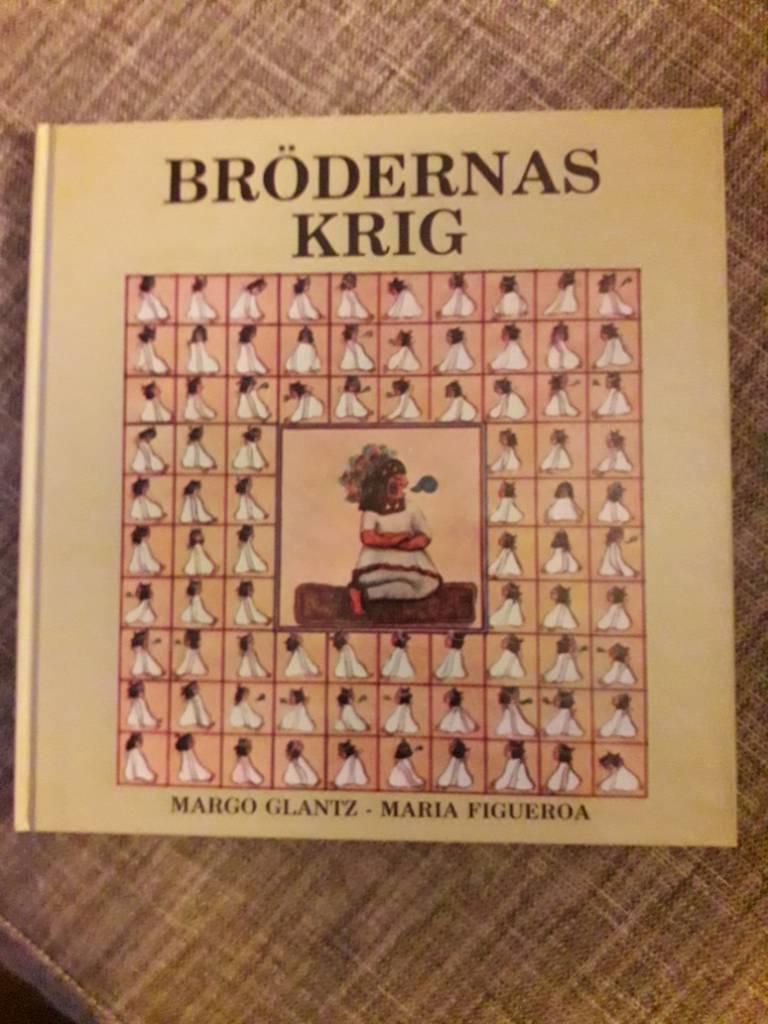 BRÖDERNAS
KRIG
MARGO GLANTZ - MARIA FIGUEROA